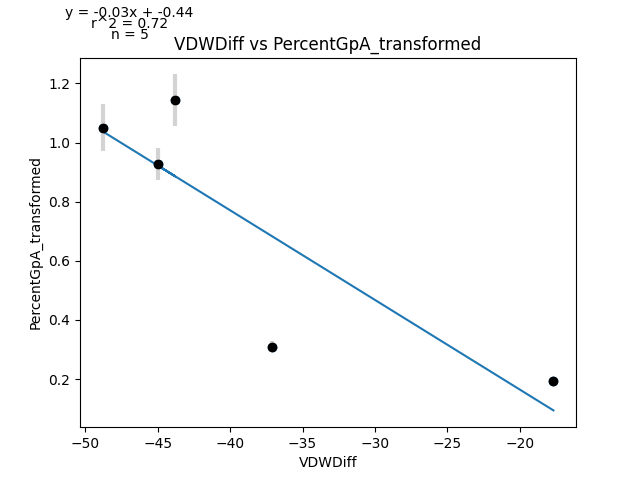 y = -0.03x + -0.44
r^2 = 0.72
n = 5
VDWDiff vs PercentGpA_transformed
PercentGpA_transformed
1.2
1.0
0.8
0.6
0.4
0.2
−50 −45 −40 −35 −30 −25 −20
VDWDiff